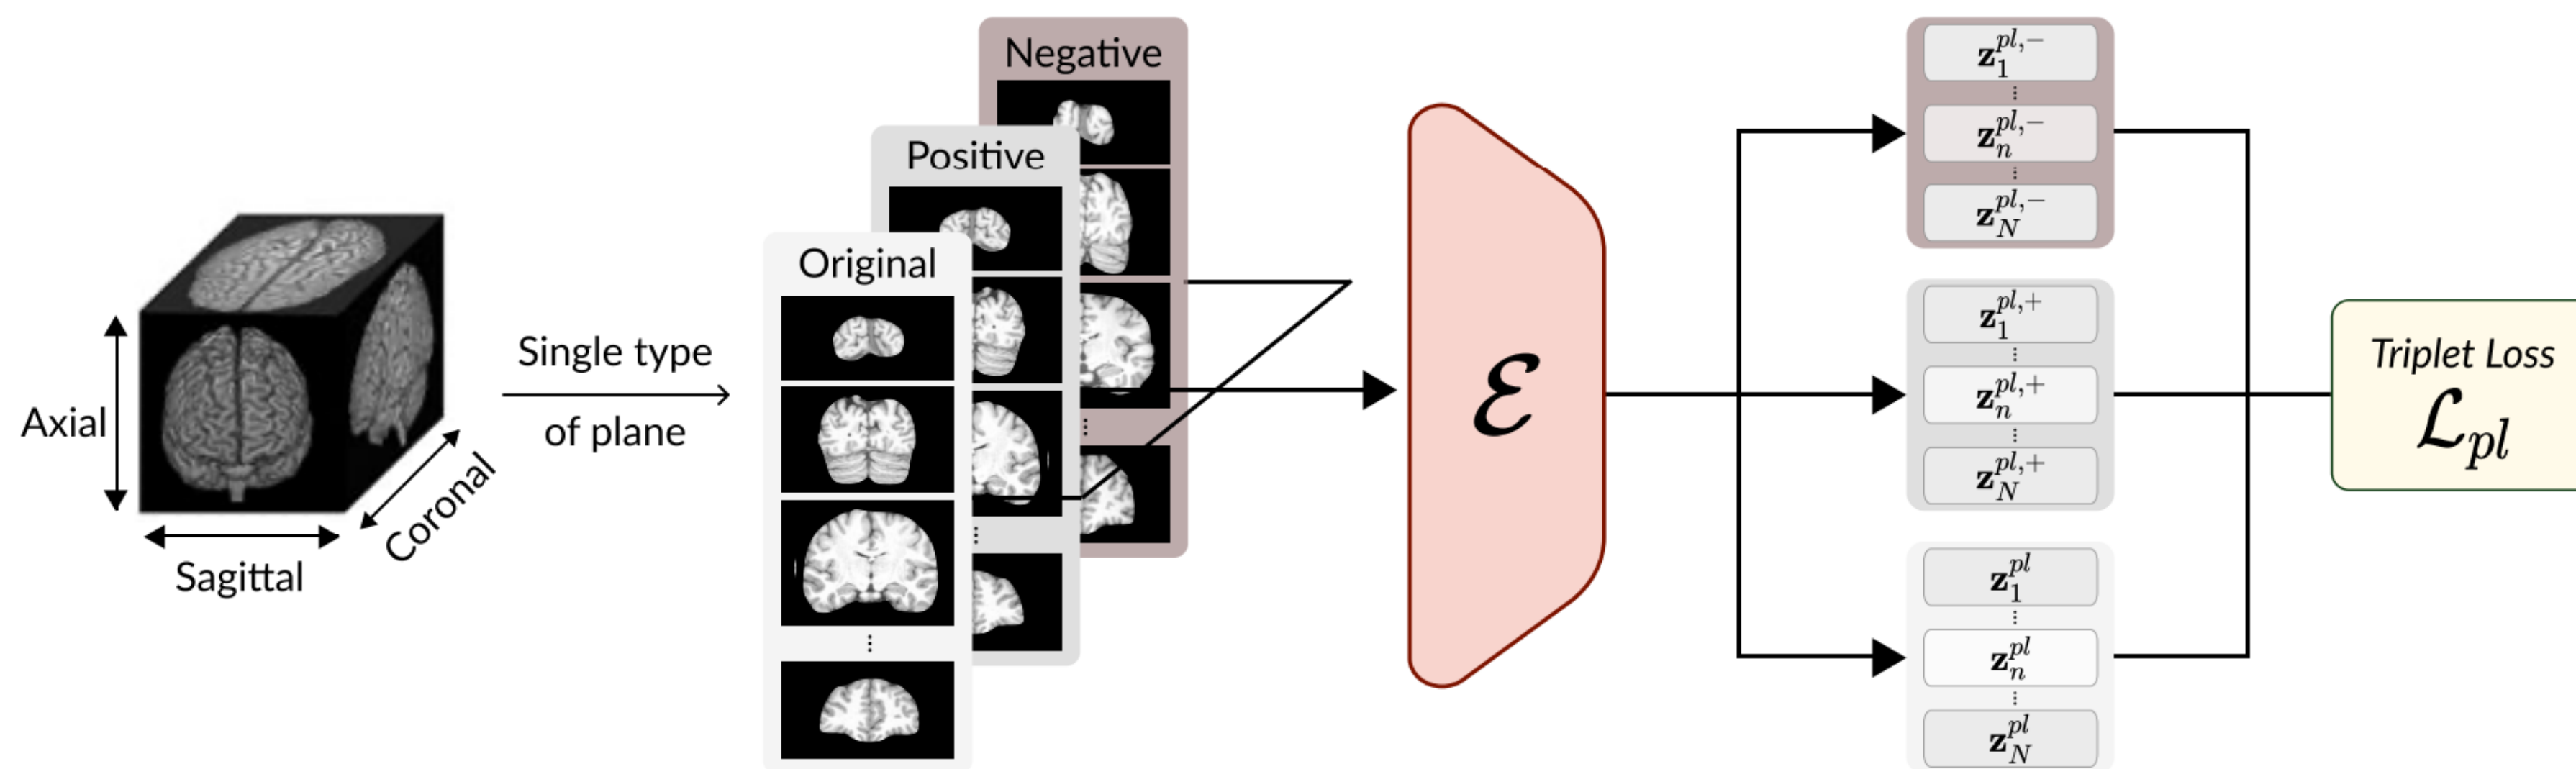 Axial
Sagittal
Coronal
Single type
of plane
Original
Positive
Negative
ℰ
z_1^{pl,-}
⋮
z_n^{pl,-}
⋮
z_N^{pl,-}
z_1^{pl,+}
⋮
z_n^{pl,+}
⋮
z_N^{pl,+}
z_1^{pl}
⋮
z_n^{pl}
⋮
z_N^{pl}
Triplet Loss
ℒ_{pl}